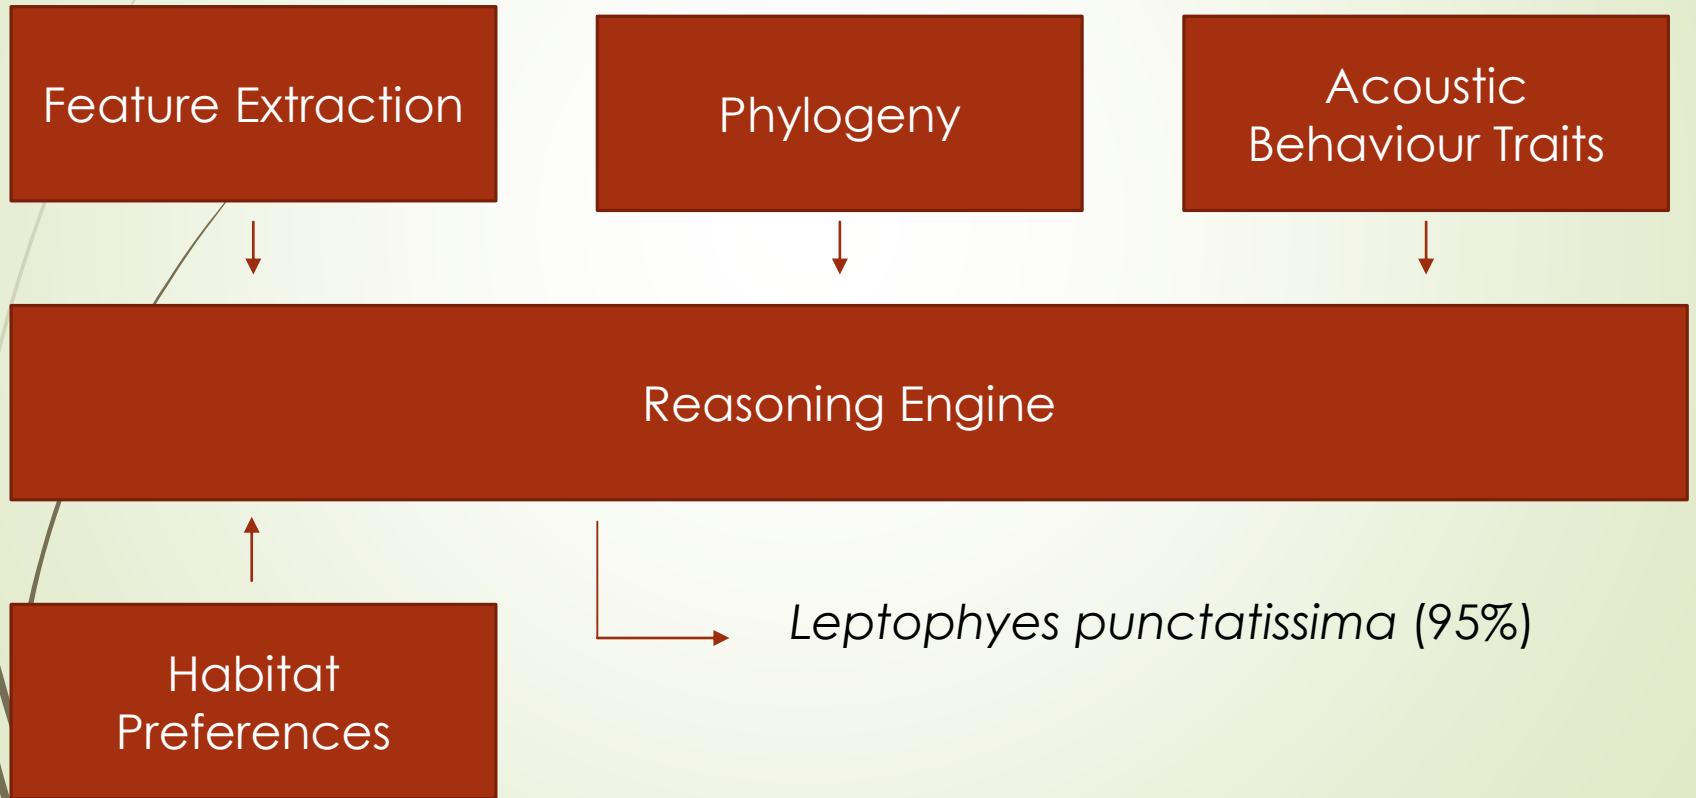 Feature Extraction
Phylogeny
Acoustic
Behaviour Traits
Reasoning Engine
Leptophyes punctatissima (95%)
Habitat
Preferences